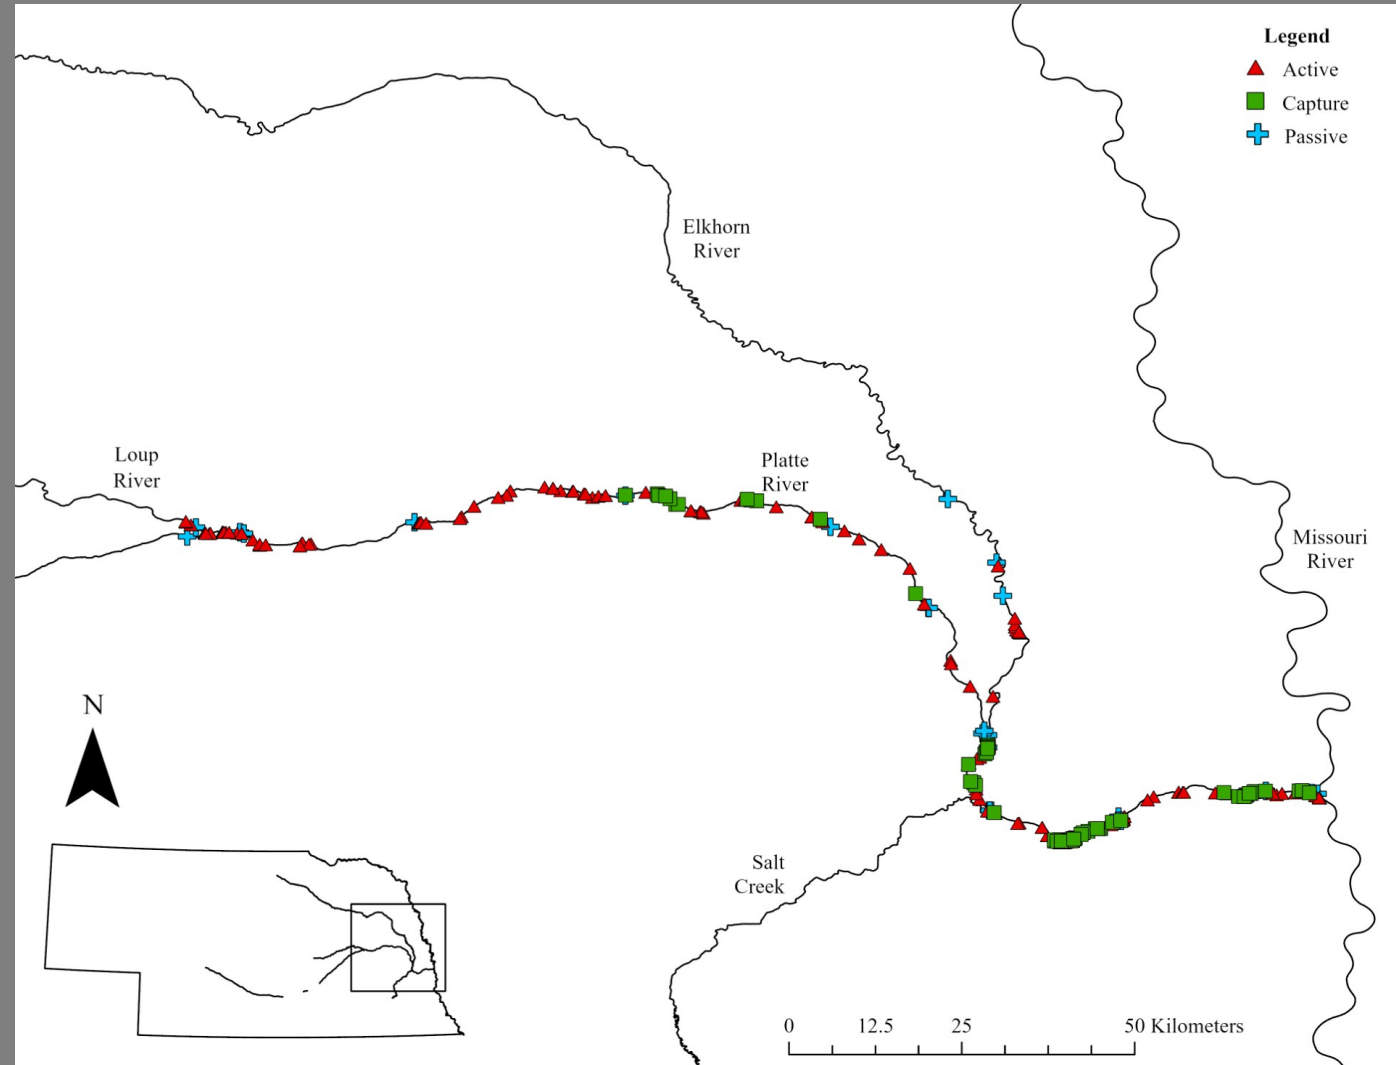 Legend
Active
Capture
Passive
Elkhorn
River
Loup
River
Platte
River
Missouri
River
N
Salt
Creek
0 12.5 25 50 Kilometers